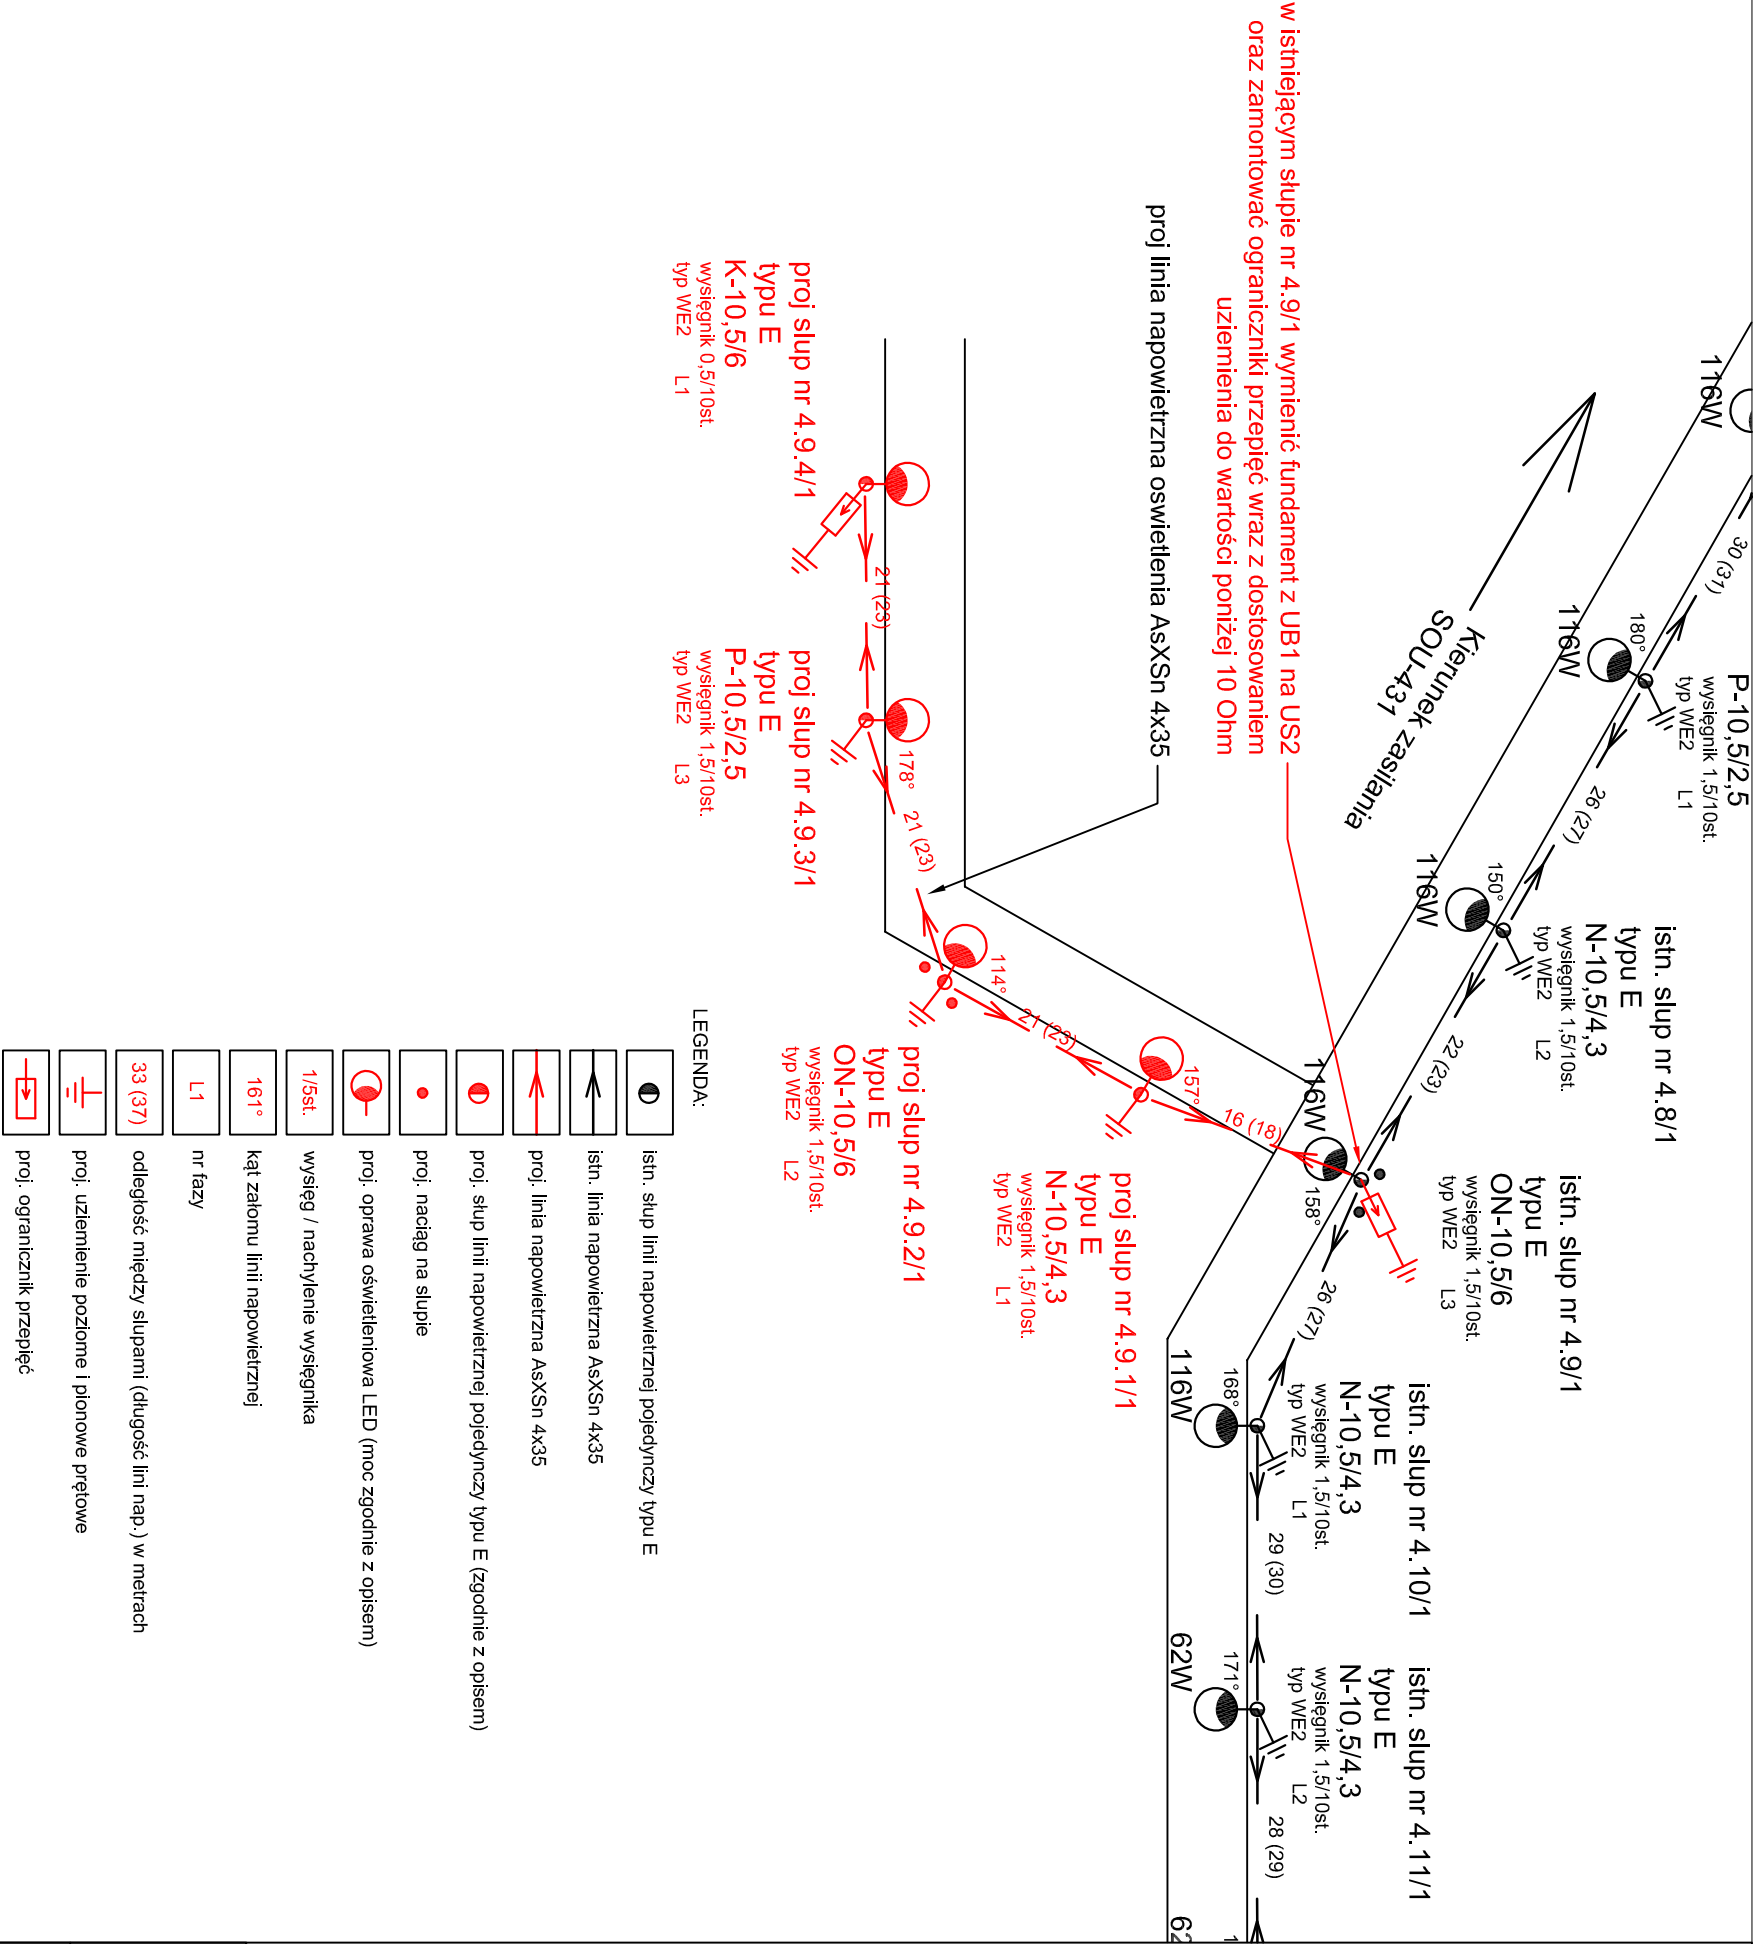 w istniejącym słupie nr 4.9/1 wymienić fundament z UB1 na US2
oraz zamontować ograniczniki przepięć wraz z dostosowaniem
uziemienia do wartości poniżej 10 Ohm
proj linia napowietrzna oswietlenia AsXSn 4x35
Kierunek zasilania
SOU-431
116W
30 (31)
P-10,5/2,5
wysięgnik 1,5/10st.
typ WE2 L1
180°
116W
26 (27)
istn. slup nr 4.8/1
typu E
N-10,5/4,3
wysięgnik 1,5/10st.
typ WE2 L2
150°
116W
22 (23)
istn. slup nr 4.9/1
typu E
ON-10,5/6
wysięgnik 1,5/10st.
typ WE2 L3
116W
158°
26 (27)
istn. slup nr 4.10/1
typu E
N-10,5/4,3
wysięgnik 1,5/10st.
typ WE2 L1
168°
116W
29 (30)
istn. slup nr 4.11/1
typu E
N-10,5/4,3
wysięgnik 1,5/10st.
typ WE2 L2
171°
62W
28 (29)
62
1
proj slup nr 4.9.4/1
typu E
K-10,5/6
wysięgnik 0,5/10st.
typ WE2 L1
21 (23)
proj slup nr 4.9.3/1
typu E
P-10,5/2,5
wysięgnik 1,5/10st.
typ WE2 L3
178°
21 (23)
114°
proj slup nr 4.9.2/1
typu E
ON-10,5/6
wysięgnik 1,5/10st.
typ WE2 L2
21 (23)
157°
16 (18)
proj slup nr 4.9.1/1
typu E
N-10,5/4,3
wysięgnik 1,5/10st.
typ WE2 L1
LEGENDA:
istn. słup linii napowietrznej pojedynczy typu E
istn. linia napowietrzna AsXSn 4x35
proj. linia napowietrzna AsXSn 4x35
proj. słup linii napowietrznej pojedynczy typu E (zgodnie z opisem)
proj. naciąg na slupie
proj. oprawa oświetleniowa LED (moc zgodnie z opisem)
1/5st. wysięg / nachylenie wysięgnika
161° kąt załomu linii napowietrznej
L1 nr fazy
33 (37) odległość między slupami (długość lini nap.) w metrach
proj. uziemienie poziome i pionowe prętowe
proj. ogranicznik przepięć